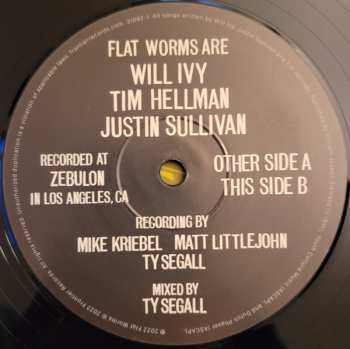 FLAT WORMS ARE
WILL IVY
TIM HELLMAN
JUSTIN SULLIVAN
RECORDED AT
ZEBULON
IN LOS ANGELES, CA
OTHER SIDE A
THIS SIDE B
RECORDING BY
MIKE KRIEBEL MATT LITTLEJOHN
TY SEGALL
MIXED BY
TY SEGALL